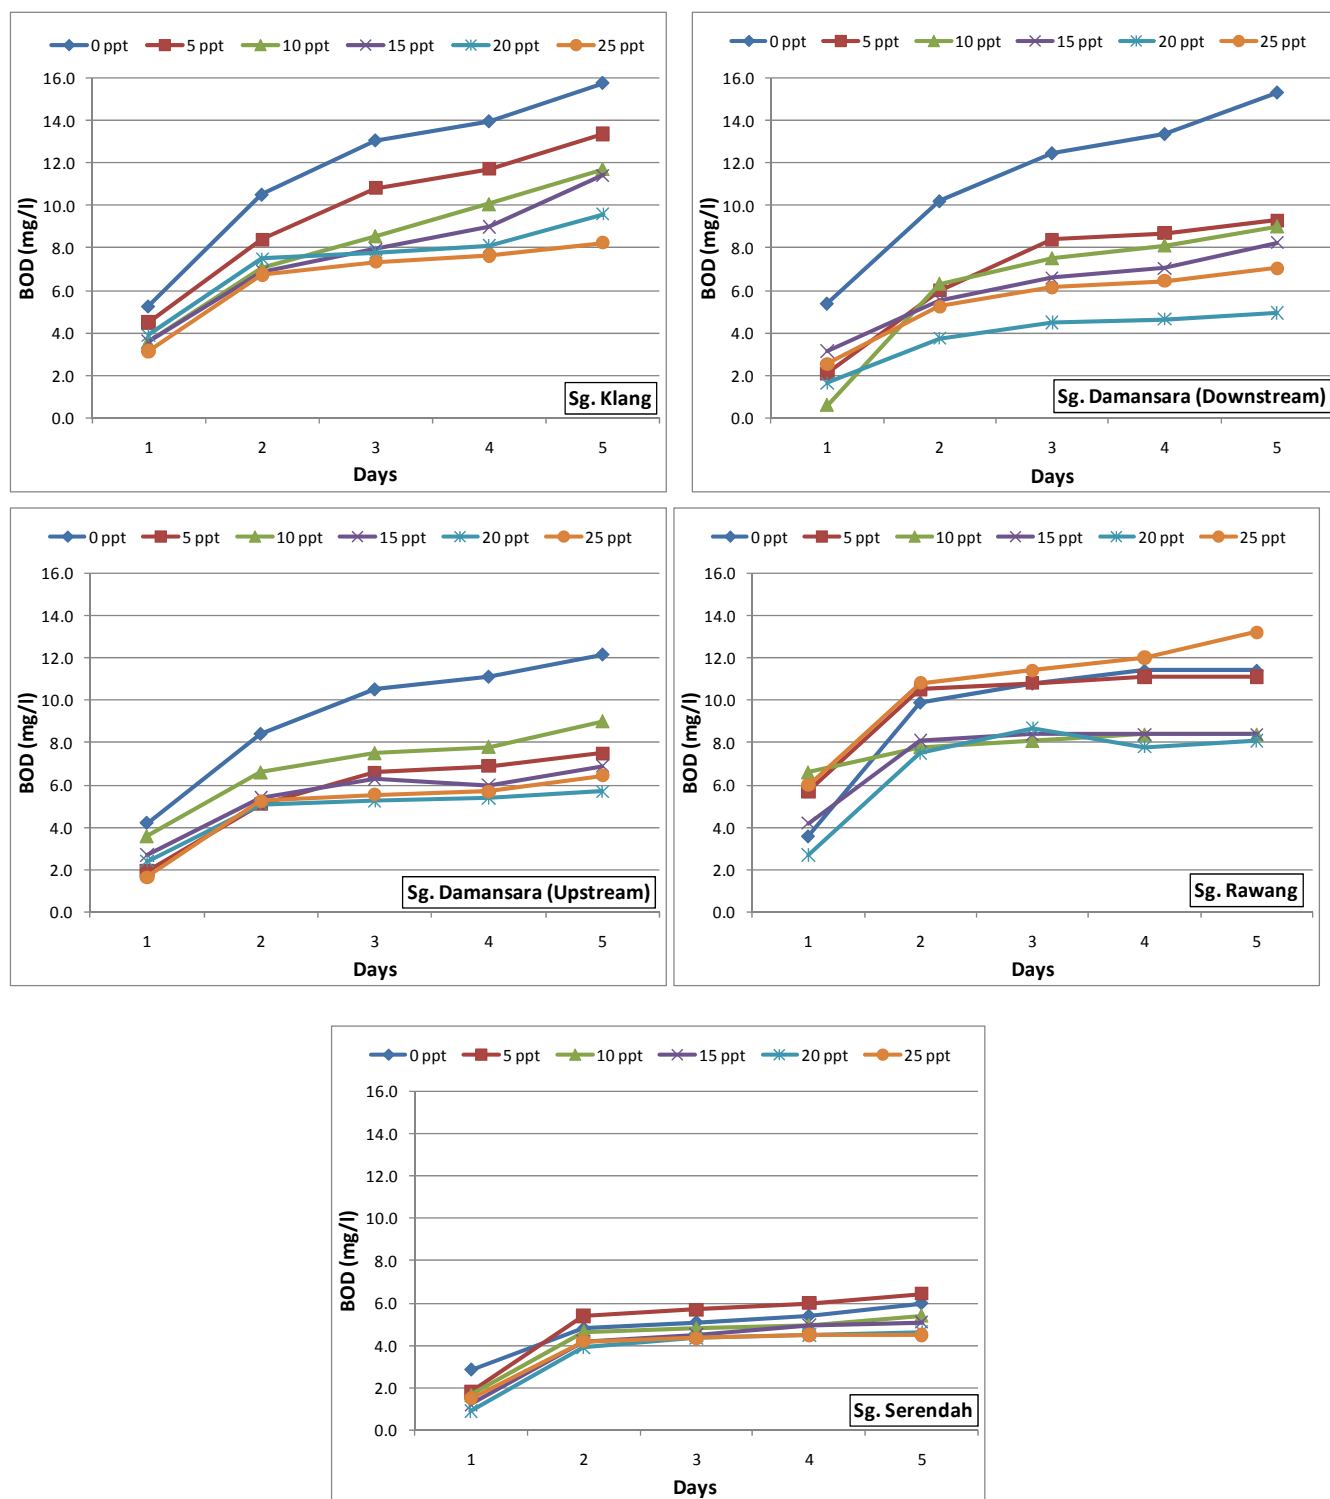 0 ppt 5 ppt 10 ppt 15 ppt 20 ppt 25 ppt
16.0
14.0
12.0
10.0
8.0
6.0
4.0
2.0
0.0
BOD (mg/l)
Sg. Klang
1 2 3 4 5
Days
0 ppt 5 ppt 10 ppt 15 ppt 20 ppt 25 ppt
16.0
14.0
12.0
10.0
8.0
6.0
4.0
2.0
0.0
BOD (mg/l)
Sg. Damansara (Downstream)
1 2 3 4 5
Days
0 ppt 5 ppt 10 ppt 15 ppt 20 ppt 25 ppt
16.0
14.0
12.0
10.0
8.0
6.0
4.0
2.0
0.0
BOD (mg/l)
Sg. Damansara (Upstream)
1 2 3 4 5
Days
0 ppt 5 ppt 10 ppt 15 ppt 20 ppt 25 ppt
16.0
14.0
12.0
10.0
8.0
6.0
4.0
2.0
0.0
BOD (mg/l)
Sg. Rawang
1 2 3 4 5
Days
0 ppt 5 ppt 10 ppt 15 ppt 20 ppt 25 ppt
16.0
14.0
12.0
10.0
8.0
6.0
4.0
2.0
0.0
BOD (mg/l)
Sg. Serendah
1 2 3 4 5
Days